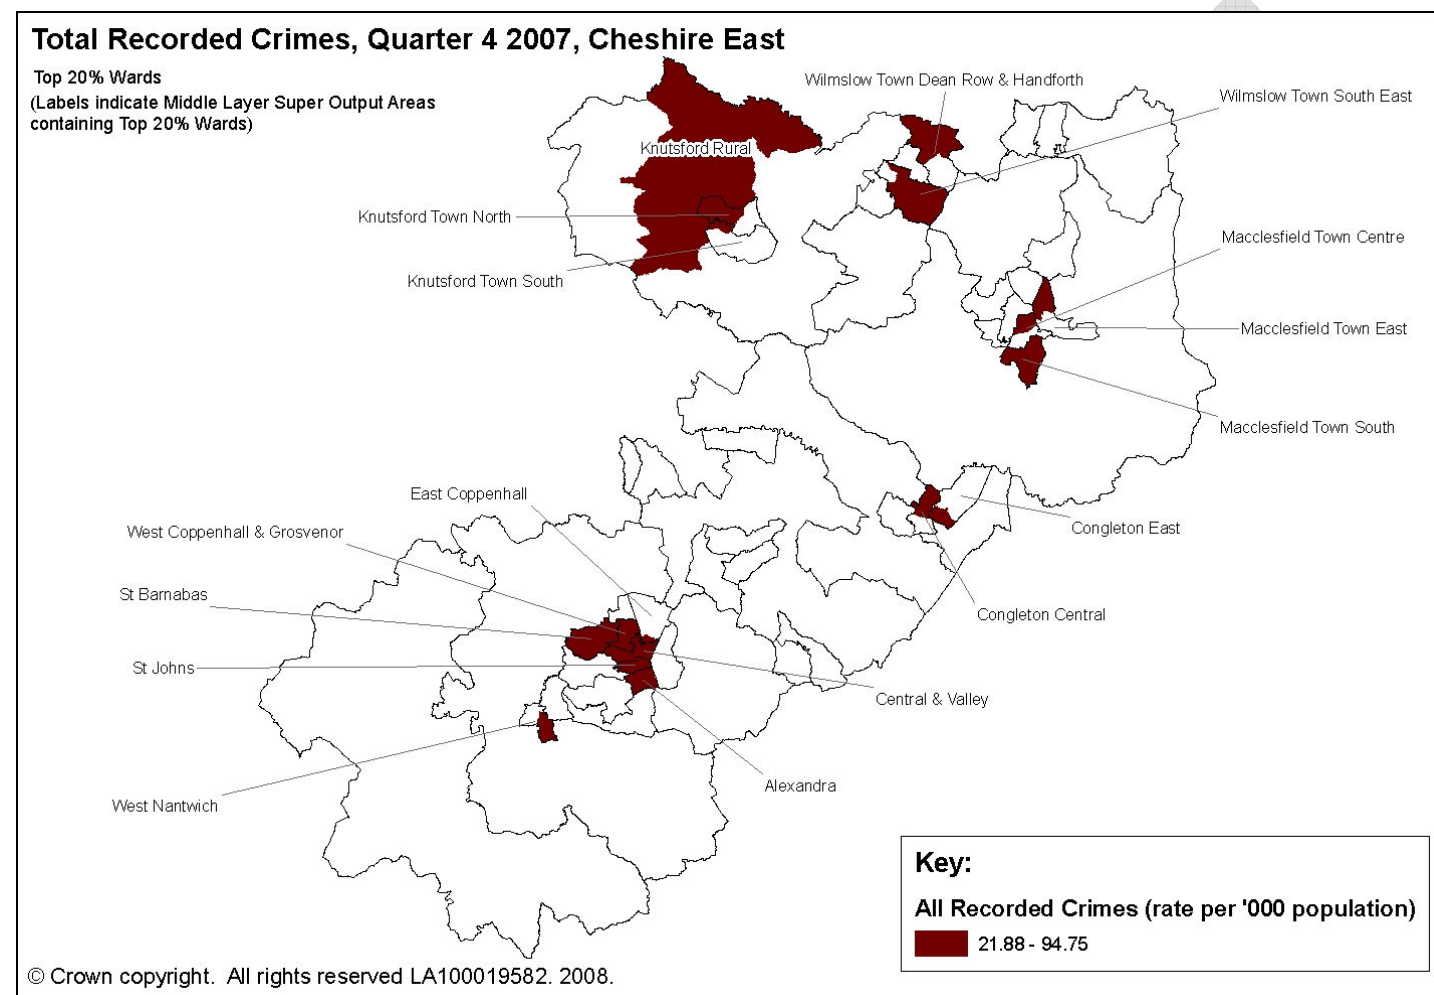 Total Recorded Crimes, Quarter 4 2007, Cheshire East
Top 20% Wards
(Labels indicate Middle Layer Super Output Areas
containing Top 20% Wards)
Wilmslow Town Dean Row & Handforth
Wilmslow Town South East
Knutsford Rural
Knutsford Town North
Macclesfield Town Centre
Knutsford Town South
Macclesfield Town East
Macclesfield Town South
East Coppenhall
Congleton East
West Coppenhall & Grosvenor
St Barnabas
Congleton Central
St Johns
Central & Valley
Alexandra
West Nantwich
Key:
All Recorded Crimes (rate per '000 population)
21.88 - 94.75
© Crown copyright. All rights reserved LA100019582. 2008.